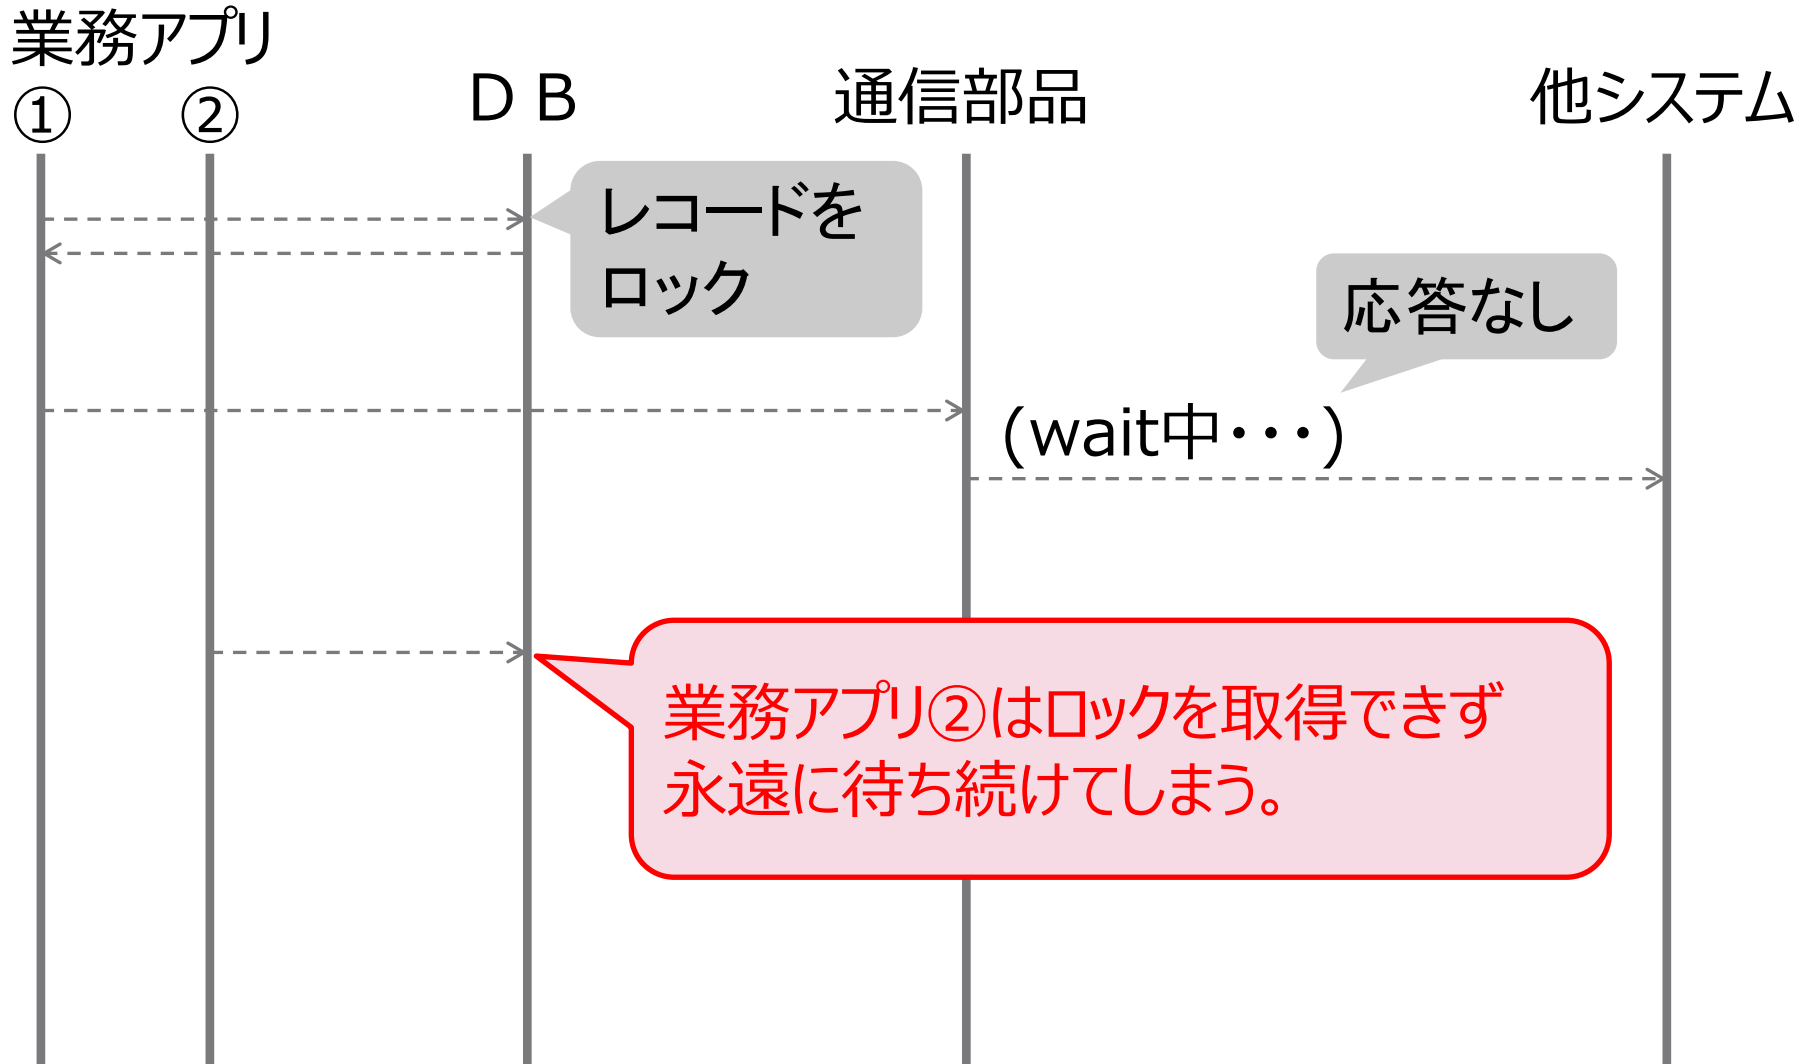 業務アプリ
① ②
ＤＢ
通信部品
他システム
レコードを
ロック
応答なし
(wait中・・・)
業務アプリ②はロックを取得できず
永遠に待ち続けてしまう。